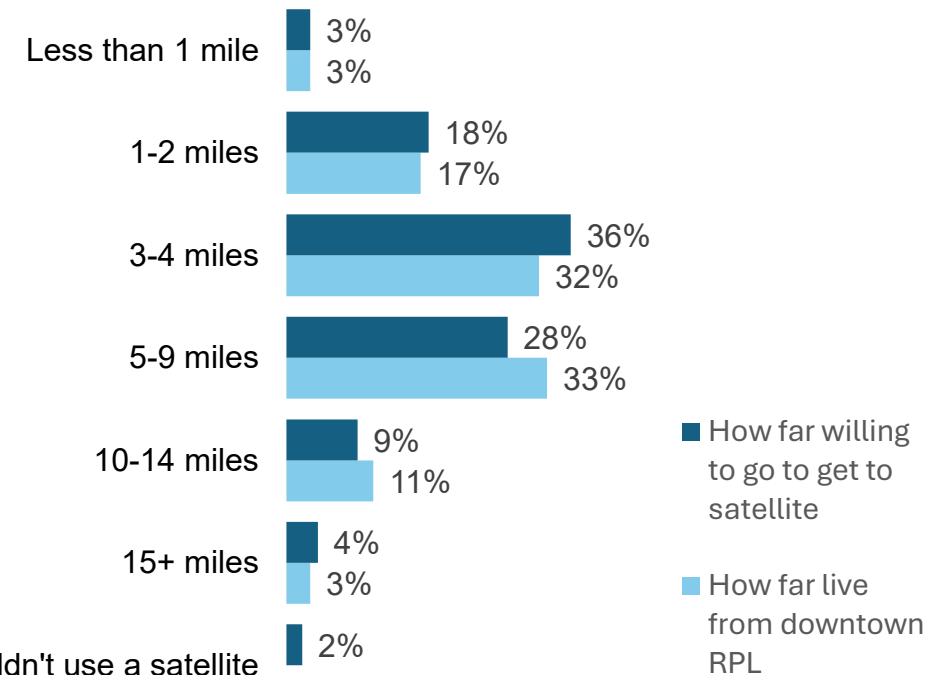 Less than 1 mile
3%
3%
1-2 miles
18%
17%
3-4 miles
36%
32%
5-9 miles
28%
33%
10-14 miles
9%
11%
15+ miles
4%
3%
use a satellite
2%
How far willing
to go to get to
satellite
How far live
from downtown
RPL